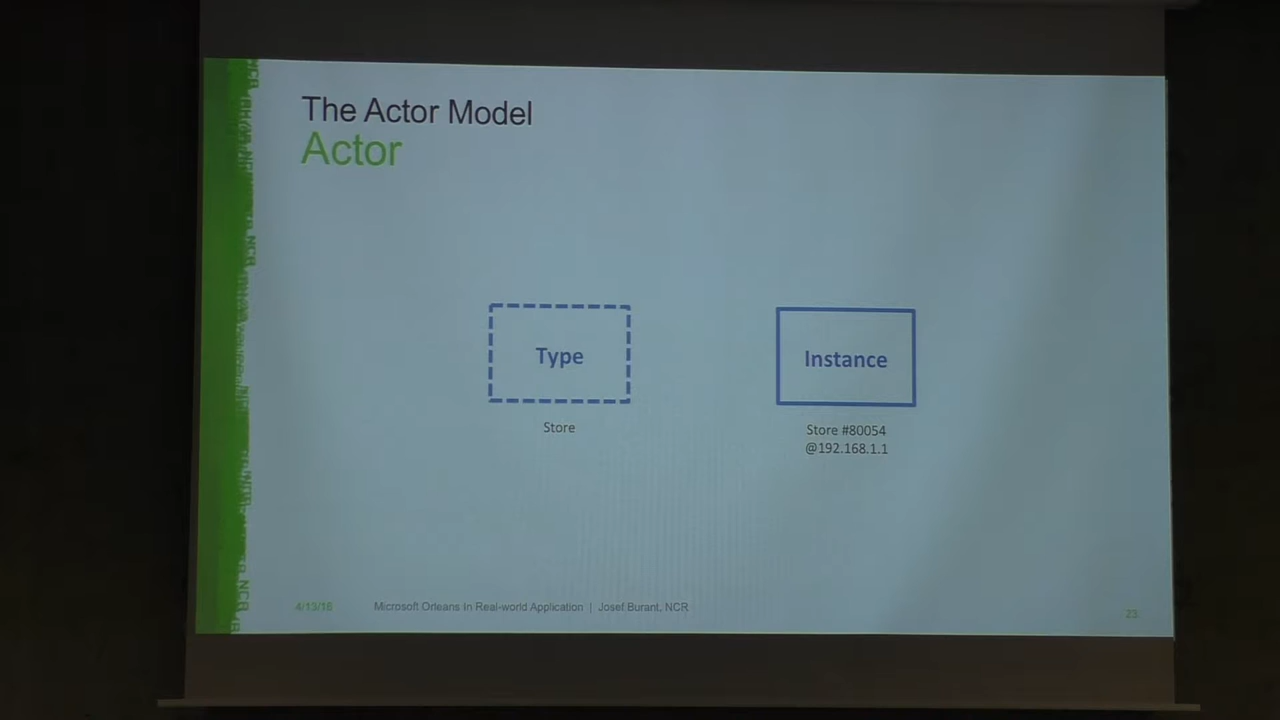 The Actor Model
Actor
Type
Instance
Store
Store #80054
@192.168.1.1
4/13/16
Microsoft Orleans In Real-world Application | Josef Burant, NCR
23